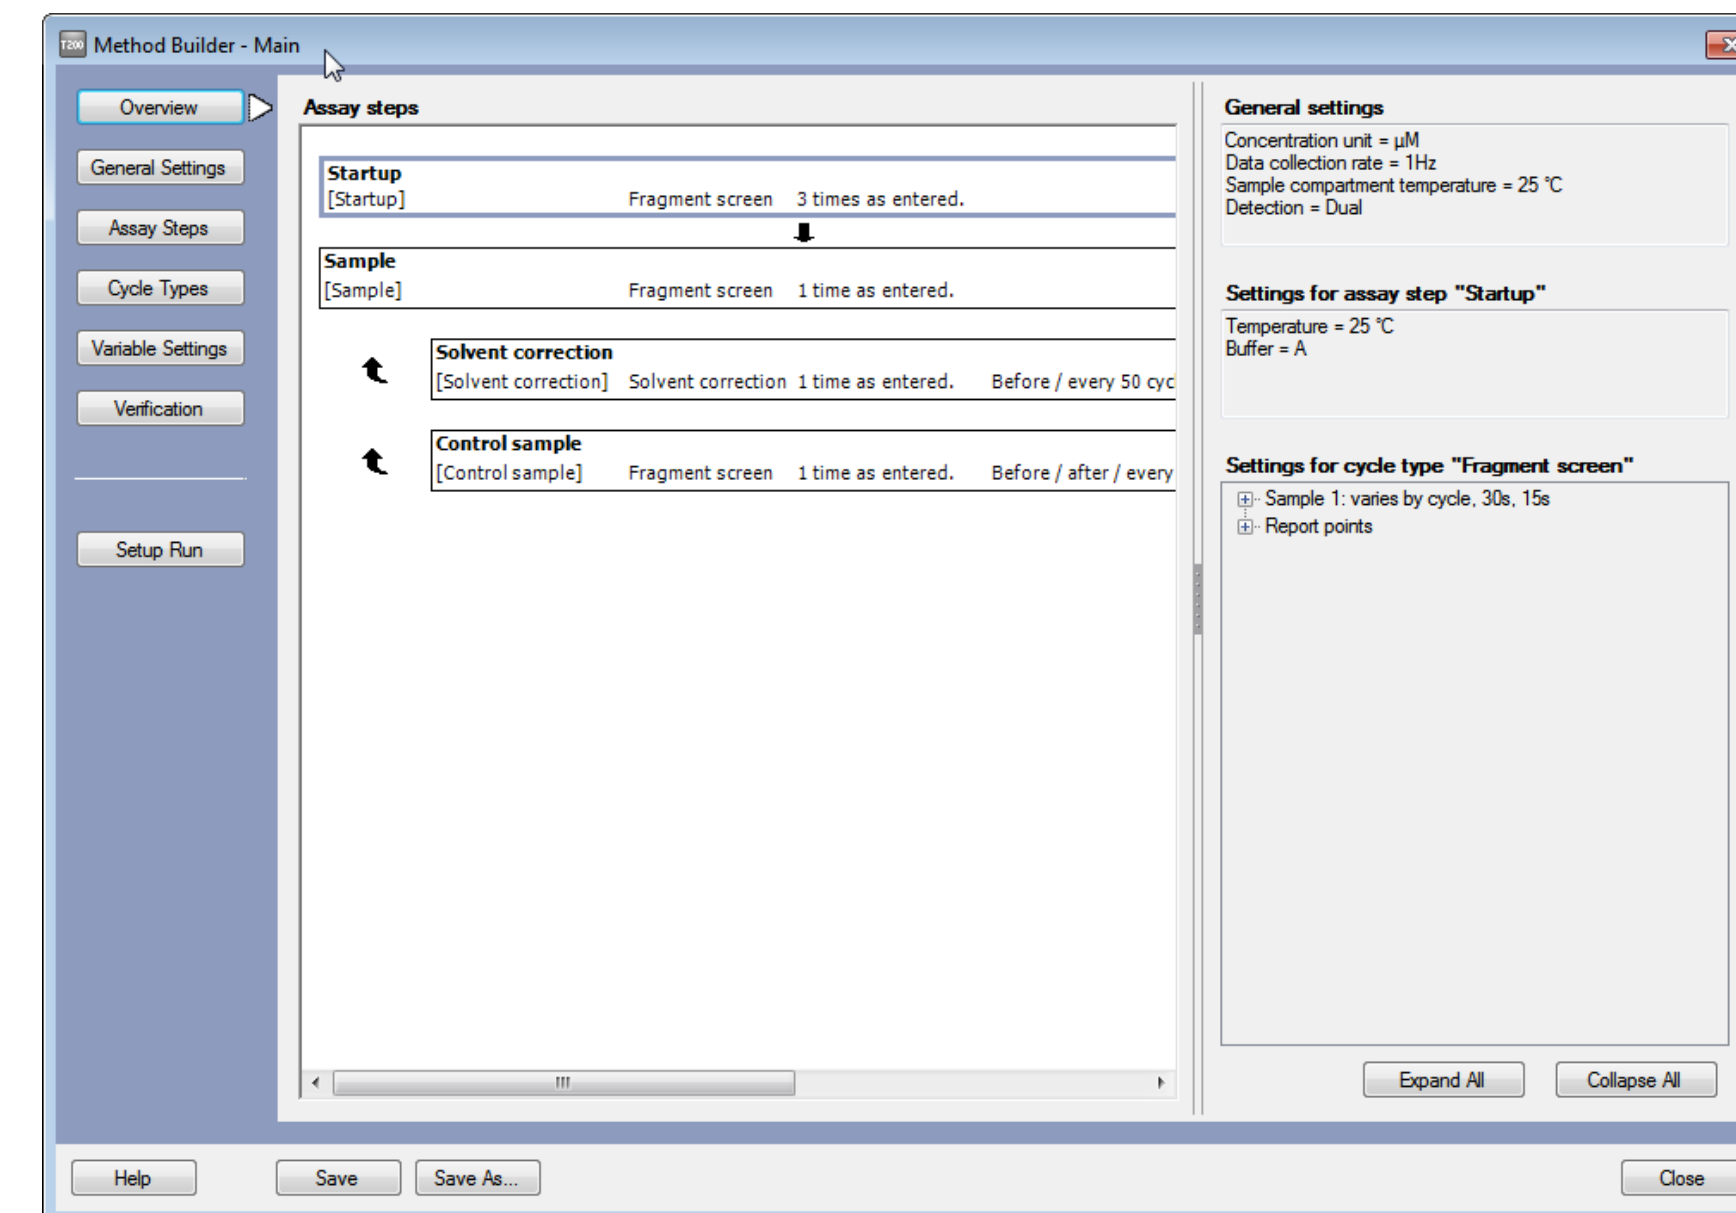 T200 Method Builder - Main
Overview
General Settings
Assay Steps
Cycle Types
Variable Settings
Verification
Setup Run
Assay steps
Startup
[Startup] Fragment screen 3 times as entered.
Sample
[Sample] Fragment screen 1 time as entered.
Solvent correction
[Solvent correction] Solvent correction 1 time as entered. Before / every 50 cyc
Control sample
[Control sample] Fragment screen 1 time as entered. Before / after / every
General settings
Concentration unit = µM
Data collection rate = 1Hz
Sample compartment temperature = 25 °C
Detection = Dual
Settings for assay step "Startup"
Temperature = 25 °C
Buffer = A
Settings for cycle type "Fragment screen"
Sample 1: varies by cycle, 30s, 15s
Report points
Expand All Collapse All
Help Save Save As... Close